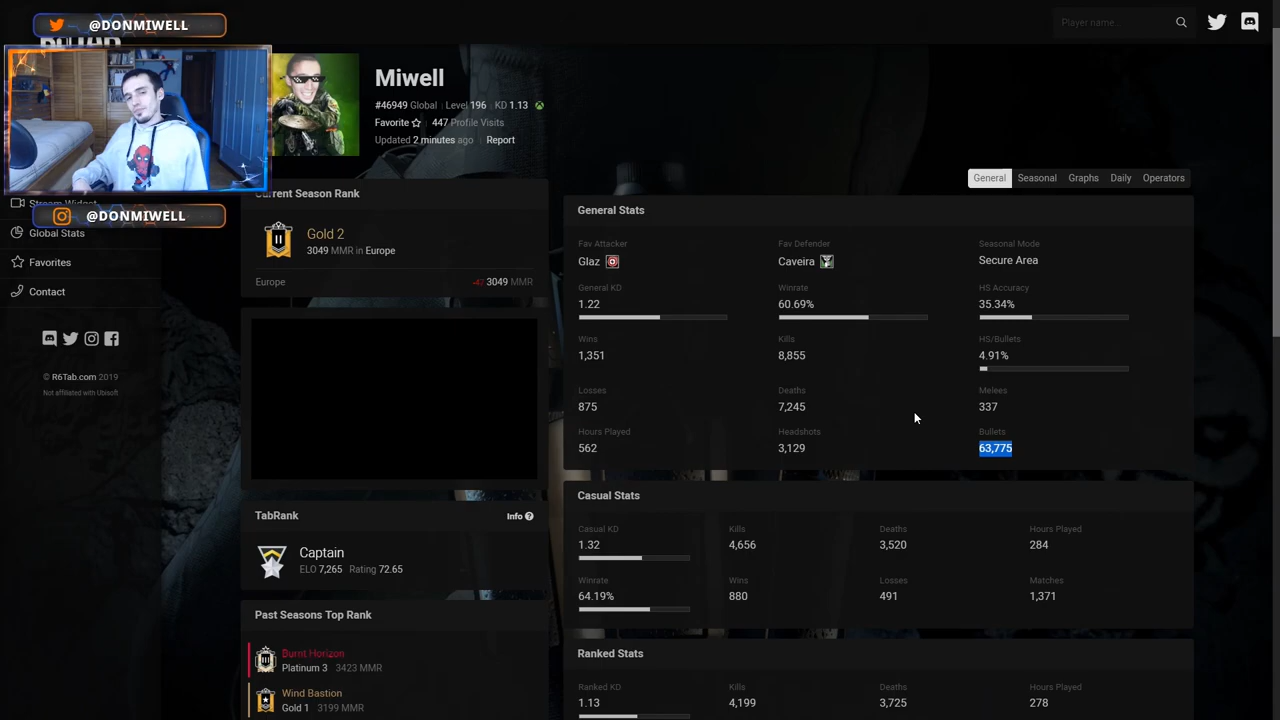 @DONMIWELL
Player name...
Miwell
#46949 Global Level 196 KD 1.13
Favorite 447 Profile Visits
Updated 2 minutes ago Report
@DONMIWELL
Global Stats
Favorites
Contact
© R6Tab.com 2019
Not affiliated with Ubisoft
General Seasonal Graphs Daily Operators
Current Season Rank
Gold 2
3049 MMR in Europe
Europe -47 3049 MMR
TabRank Info
Captain
ELO 7,265 Rating 72.65
Past Seasons Top Rank
Burnt Horizon
Platinum 3 3423 MMR
Wind Bastion
Gold 1 3199 MMR
General Stats
Fav Attacker Fav Defender Seasonal Mode
Glaz Caveira Secure Area
General KD Winrate HS Accuracy
1.22 60.69% 35.34%
Wins Kills HS/Bullets
1,351 8,855 4.91%
Losses Deaths Melees
875 7,245 337
Hours Played Headshots Bullets
562 3,129 63,775
Casual Stats
Casual KD Kills Deaths Hours Played
1.32 4,656 3,520 284
Winrate Wins Losses Matches
64.19% 880 491 1,371
Ranked Stats
Ranked KD Kills Deaths Hours Played
1.13 4,199 3,725 278